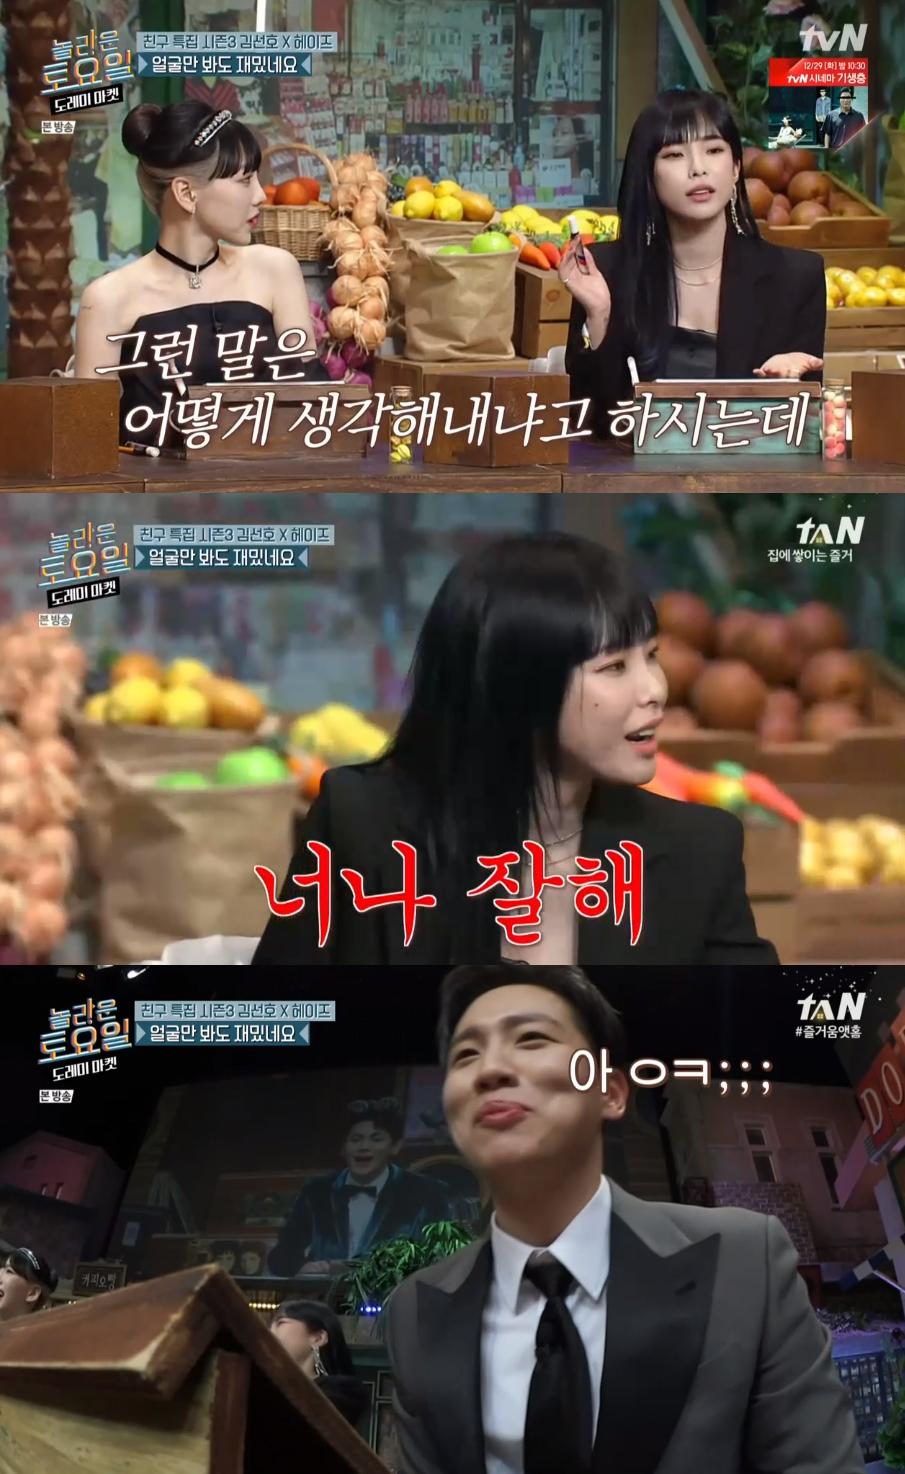 놀라운
토요일
도레미 마켓
본 방송
친구 특집 시즌3 김선호 X 헤이즈
얼굴만 봐도 재밌네요
tvN
12/29 [화] 밤 10:30
tvN 시네마 기생충
그런 말은
어떻게 생각해내냐고 하시는데
놀라운
토요일
도레미 마켓
본 방송
친구 특집 시즌3 김선호 X 헤이즈
얼굴만 봐도 재밌네요
tvN
집에 쌓이는 즐거
너나 잘해
놀라운
토요일
도레미 마켓
본 방송
친구 특집 시즌3 김선호 X 헤이즈
얼굴만 봐도 재밌네요
tvN
#즐거움앳홈
아 ㅇㅋ;;;
커피오빵
DO